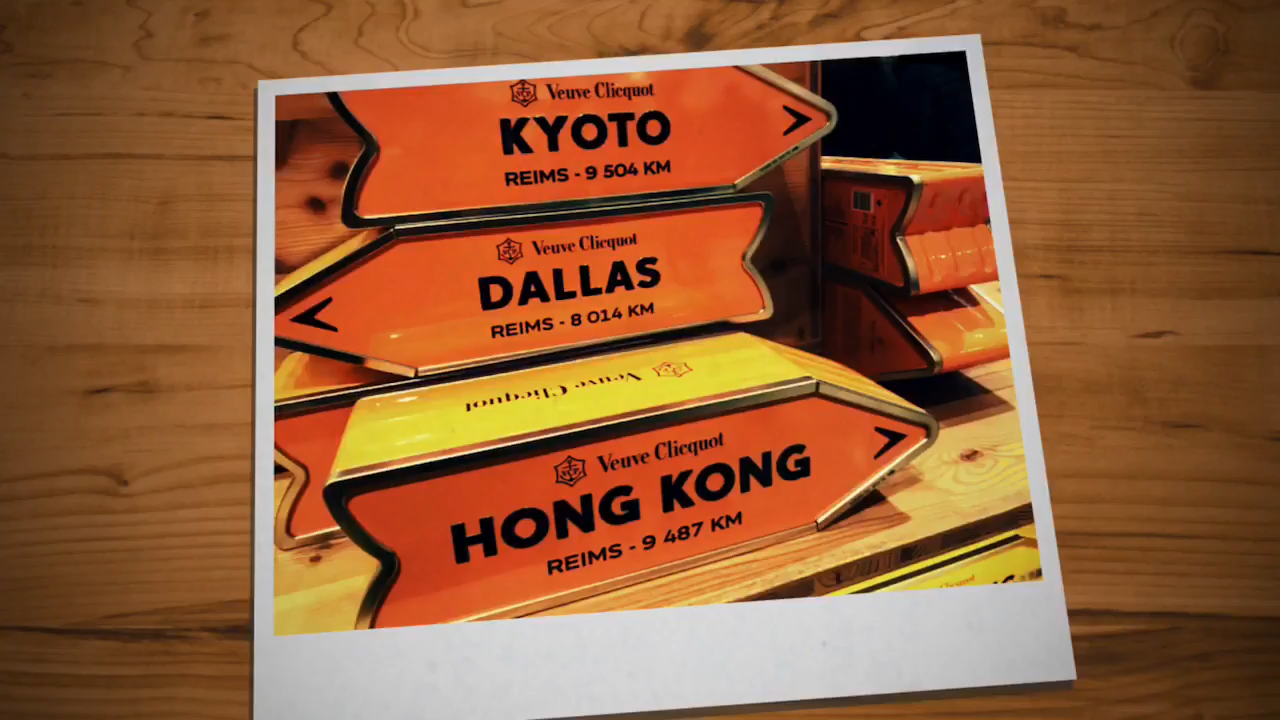 Veuve Clicquot
KYOTO
REIMS - 9 504 KM
Veuve Clicquot
DALLAS
REIMS - 8 014 KM
Veuve Clicquot
Veuve Clicquot
HONG KONG
REIMS - 9 487 KM